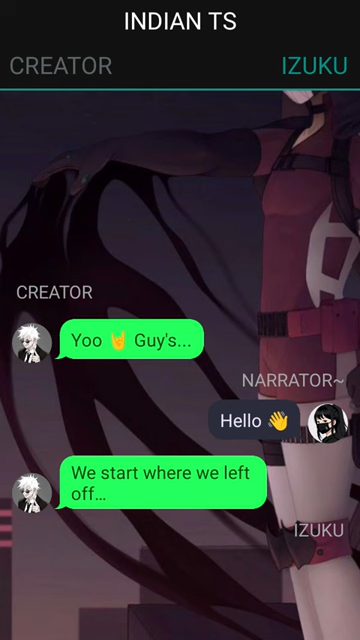 INDIAN TS
CREATOR IZUKU
CREATOR
Yoo 🤘 Guy's...
NARRATOR~
Hello 👋
We start where we left
off...
IZUKU